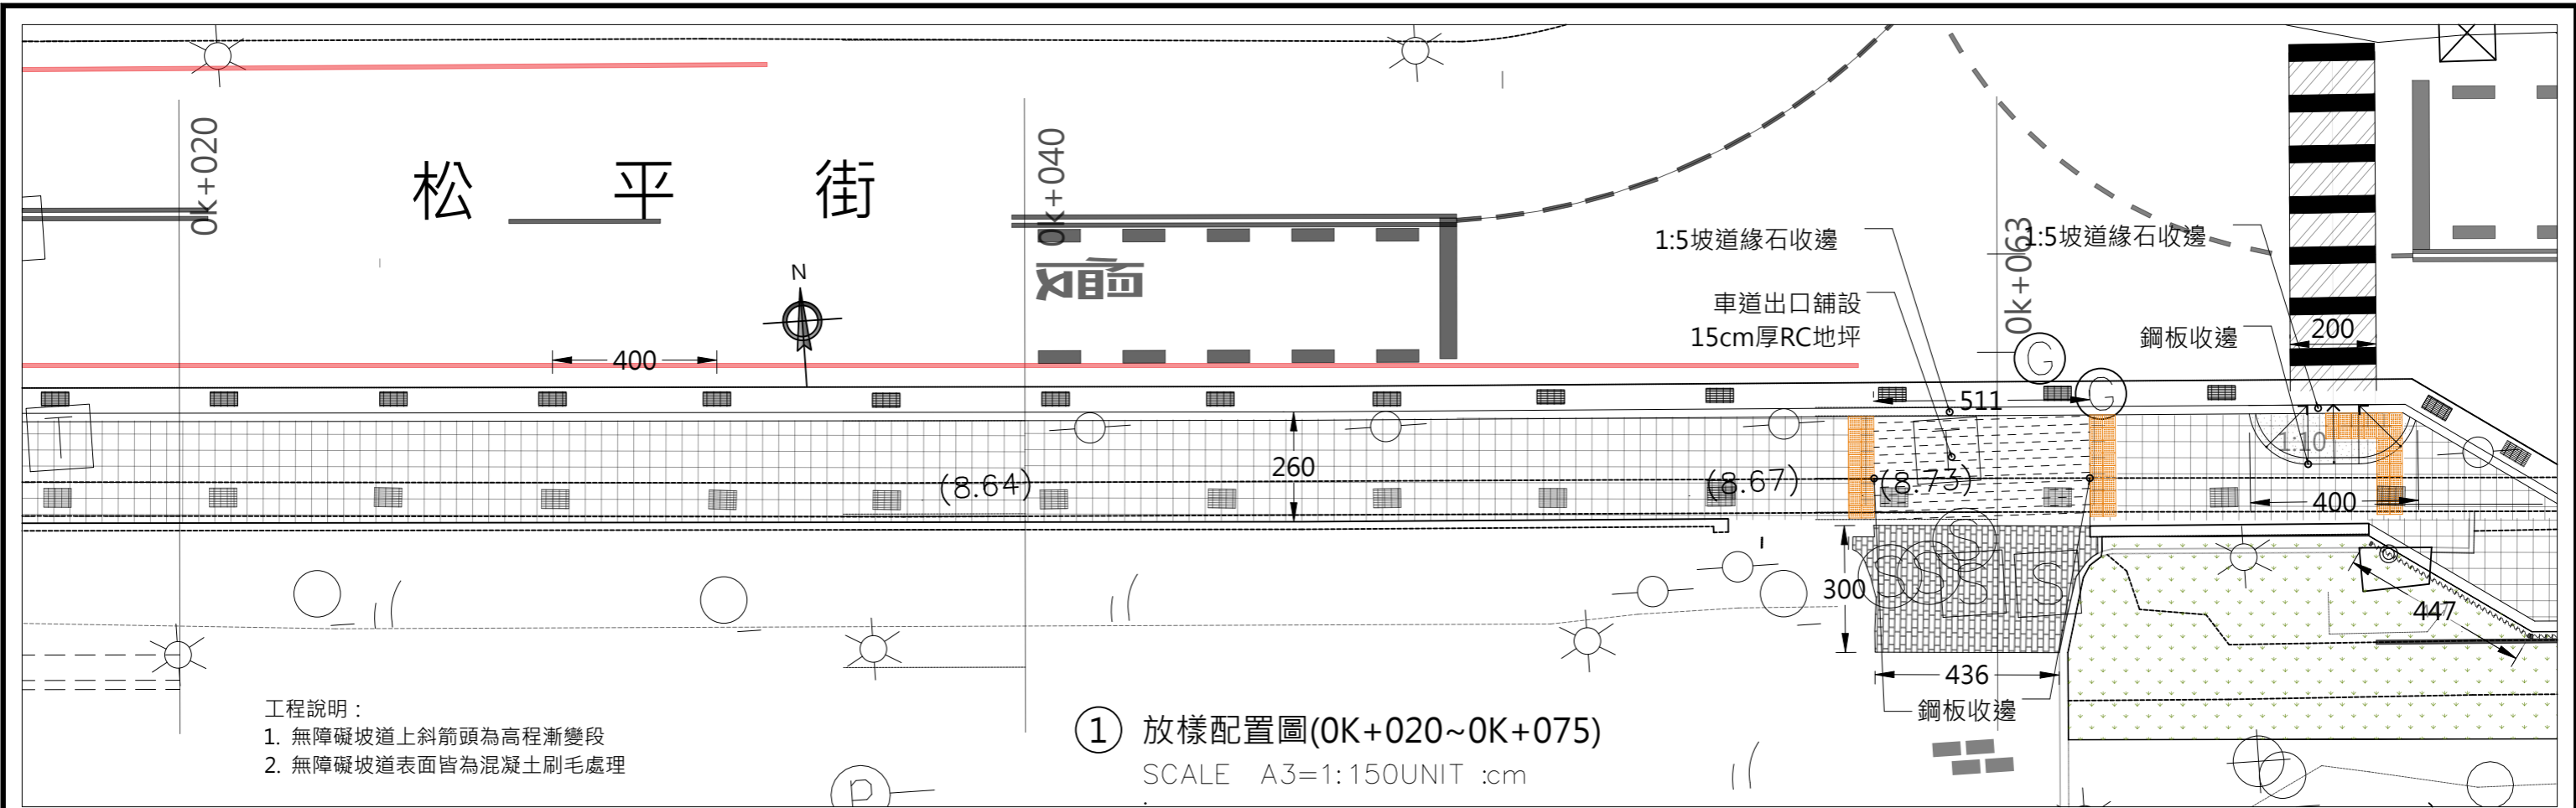 0k+020
松平街
0k+040
N
400
1:5坡道緣石收邊
0k+063
1:5坡道緣石收邊
車道出口舖設
15cm厚RC地坪
鋼板收邊
200
G
G
511
T
260
(8.64)
(8.67)
(8.73)
1:10
400
300
S
S
S
S
S
447
436
鋼板收邊
工程說明：
1. 無障礙坡道上斜箭頭為高程漸變段
2. 無障礙坡道表面皆為混凝土刷毛處理
1 放樣配置圖(0K+020~0K+075)
SCALE A3=1:150UNIT :cm
P